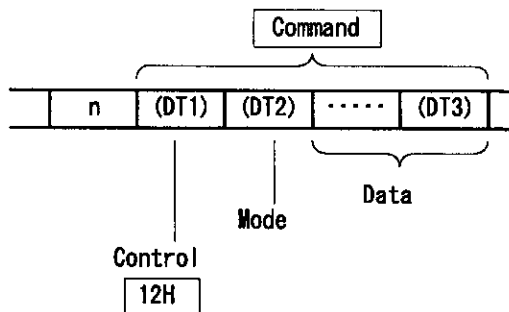 Command
n (DT1) (DT2) ····· (DT3)
Data
Mode
Control
12H